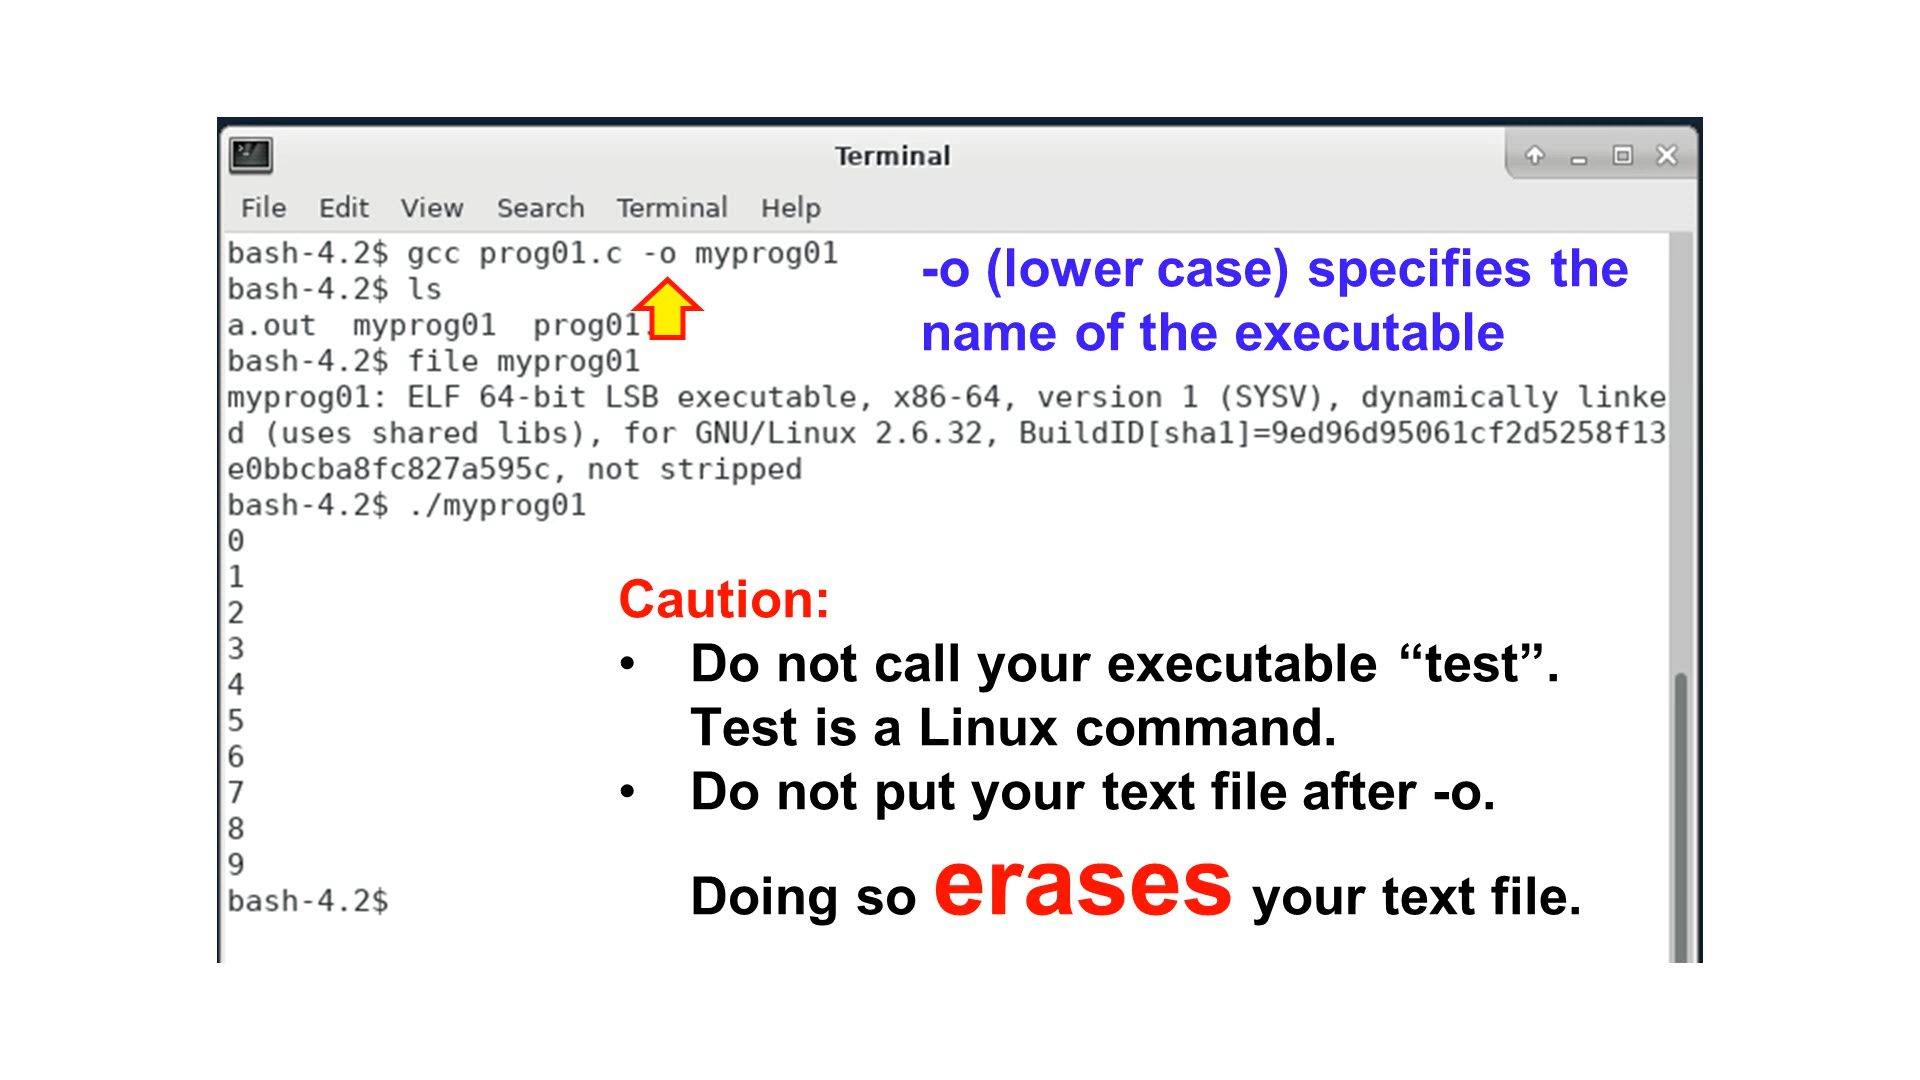 Terminal
File Edit View Search Terminal Help
bash-4.2$ gcc prog01.c -o myprog01
-o (lower case) specifies the
name of the executable
bash-4.2$ ls
a.out  myprog01  prog01.
bash-4.2$ file myprog01
myprog01: ELF 64-bit LSB executable, x86-64, version 1 (SYSV), dynamically linke
d (uses shared libs), for GNU/Linux 2.6.32, BuildID[sha1]=9ed96d95061cf2d5258f13
e0bbcba8fc827a595c, not stripped
bash-4.2$ ./myprog01
0
1
2
3
4
5
6
7
8
9
bash-4.2$
Caution:
• Do not call your executable “test”.
Test is a Linux command.
• Do not put your text file after -o.
Doing so erases your text file.